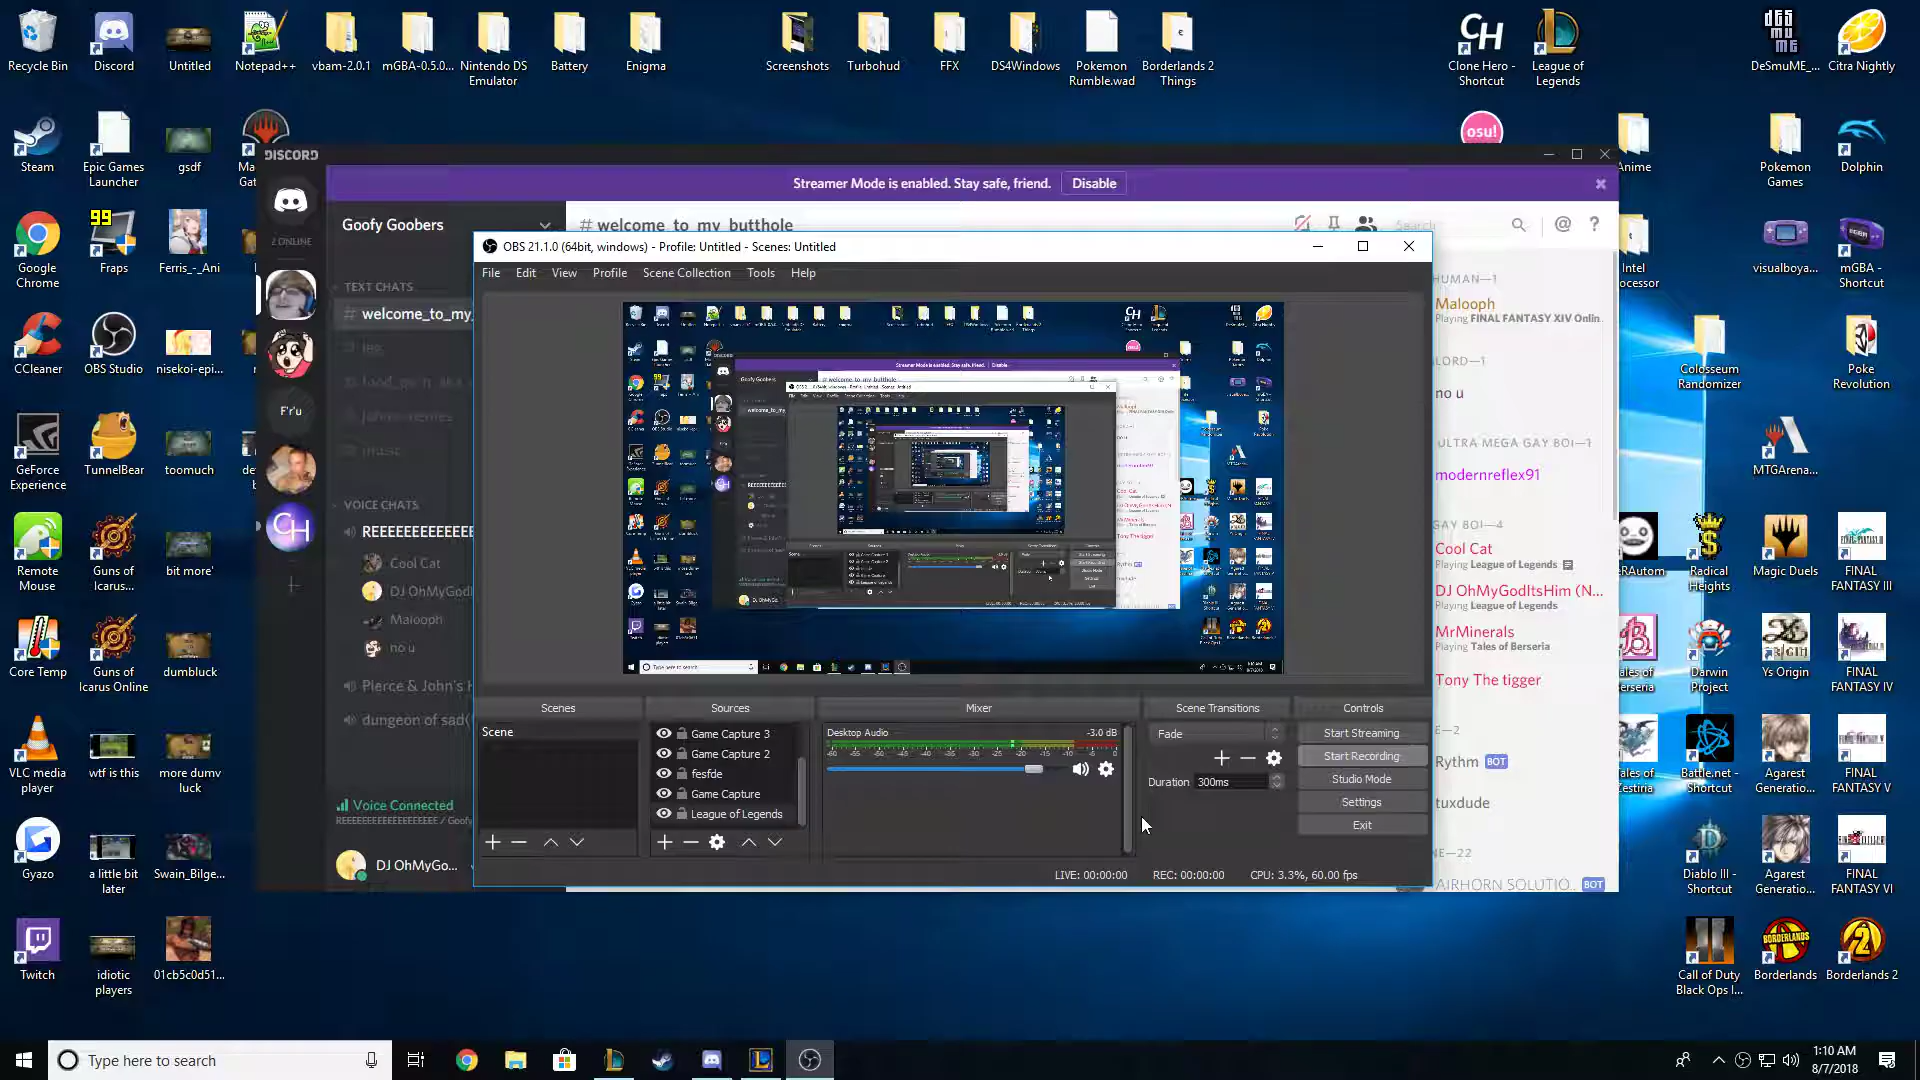 Recycle Bin
Discord
Untitled
Notepad++
vbam-2.0.1
mGBA-0.5.0...
Nintendo DS Emulator
Battery
Enigma
Screenshots
Turbohud
FFX
DS4Windows
Pokemon Rumble.wad
Borderlands 2 Things
CH
Clone Hero - Shortcut
League of Legends
DeSmuME_...
Citra Nightly
Steam
Epic Games Launcher
gsdf
osu!
Anime
Pokemon Games
Dolphin
DISCORD
Streamer Mode is enabled. Stay safe, friend.
Disable
2 ONLINE
Goofy Goobers
# welcome_to_my_butthole
Search
99
Google Chrome
Fraps
Ferris_-_Ani
visualboya...
mGBA - Shortcut
OBS 21.1.0 (64bit, windows) - Profile: Untitled - Scenes: Untitled
File
Edit
View
Profile
Scene Collection
Tools
Help
TEXT CHATS
welcome_to_my_
CCleaner
OBS Studio
nisekoi-epi...
F'r'u
GeForce Experience
TunnelBear
toomuch
VOICE CHATS
REEEEEEEEEEEEE
Cool Cat
DJ OhMyGodI
Malooph
no u
Pierce & John's H
dungeon of sad(
CH
Remote Mouse
Guns of Icarus...
bit more'
Core Temp
Guns of Icarus Online
dumbluck
VLC media player
wtf is this
more dumv luck
Gyazo
a little bit later
Swain_Bilge...
Twitch
idiotic players
01cb5c0d51...
Voice Connected
DJ OhMyGo...
Malooph
Playing FINAL FANTASY XIV Onlin
LORD—1
no u
ULTRA MEGA GAY BOI—1
modernreflex91
GAY BOI—4
Cool Cat
Playing League of Legends
DJ OhMyGodItsHim (N...
Playing League of Legends
MrMinerals
Playing Tales of Berseria
Tony The tigger
E—2
Rythm BOT
tuxdude
NE—22
AIRHORN SOLUTIO.. BOT
Colosseum Randomizer
Poke Revolution
MTGArena...
Radical Heights
Magic Duels
FINAL FANTASY III
Darwin Project
Ys Origin
FINAL FANTASY IV
Battle.net - Shortcut
Agarest Generatio...
FINAL FANTASY V
Diablo III - Shortcut
Agarest Generatio...
FINAL FANTASY VI
Call of Duty Black Ops I...
Borderlands
Borderlands 2
Scenes
Sources
Mixer
Scene Transitions
Controls
Scene
Game Capture 3
Game Capture 2
fesfde
Game Capture
League of Legends
Desktop Audio
-3.0 dB
Fade
Duration 300ms
Start Streaming
Start Recording
Studio Mode
Settings
Exit
LIVE: 00:00:00
REC: 00:00:00
CPU: 3.3%, 60.00 fps
Type here to search
1:10 AM
8/7/2018